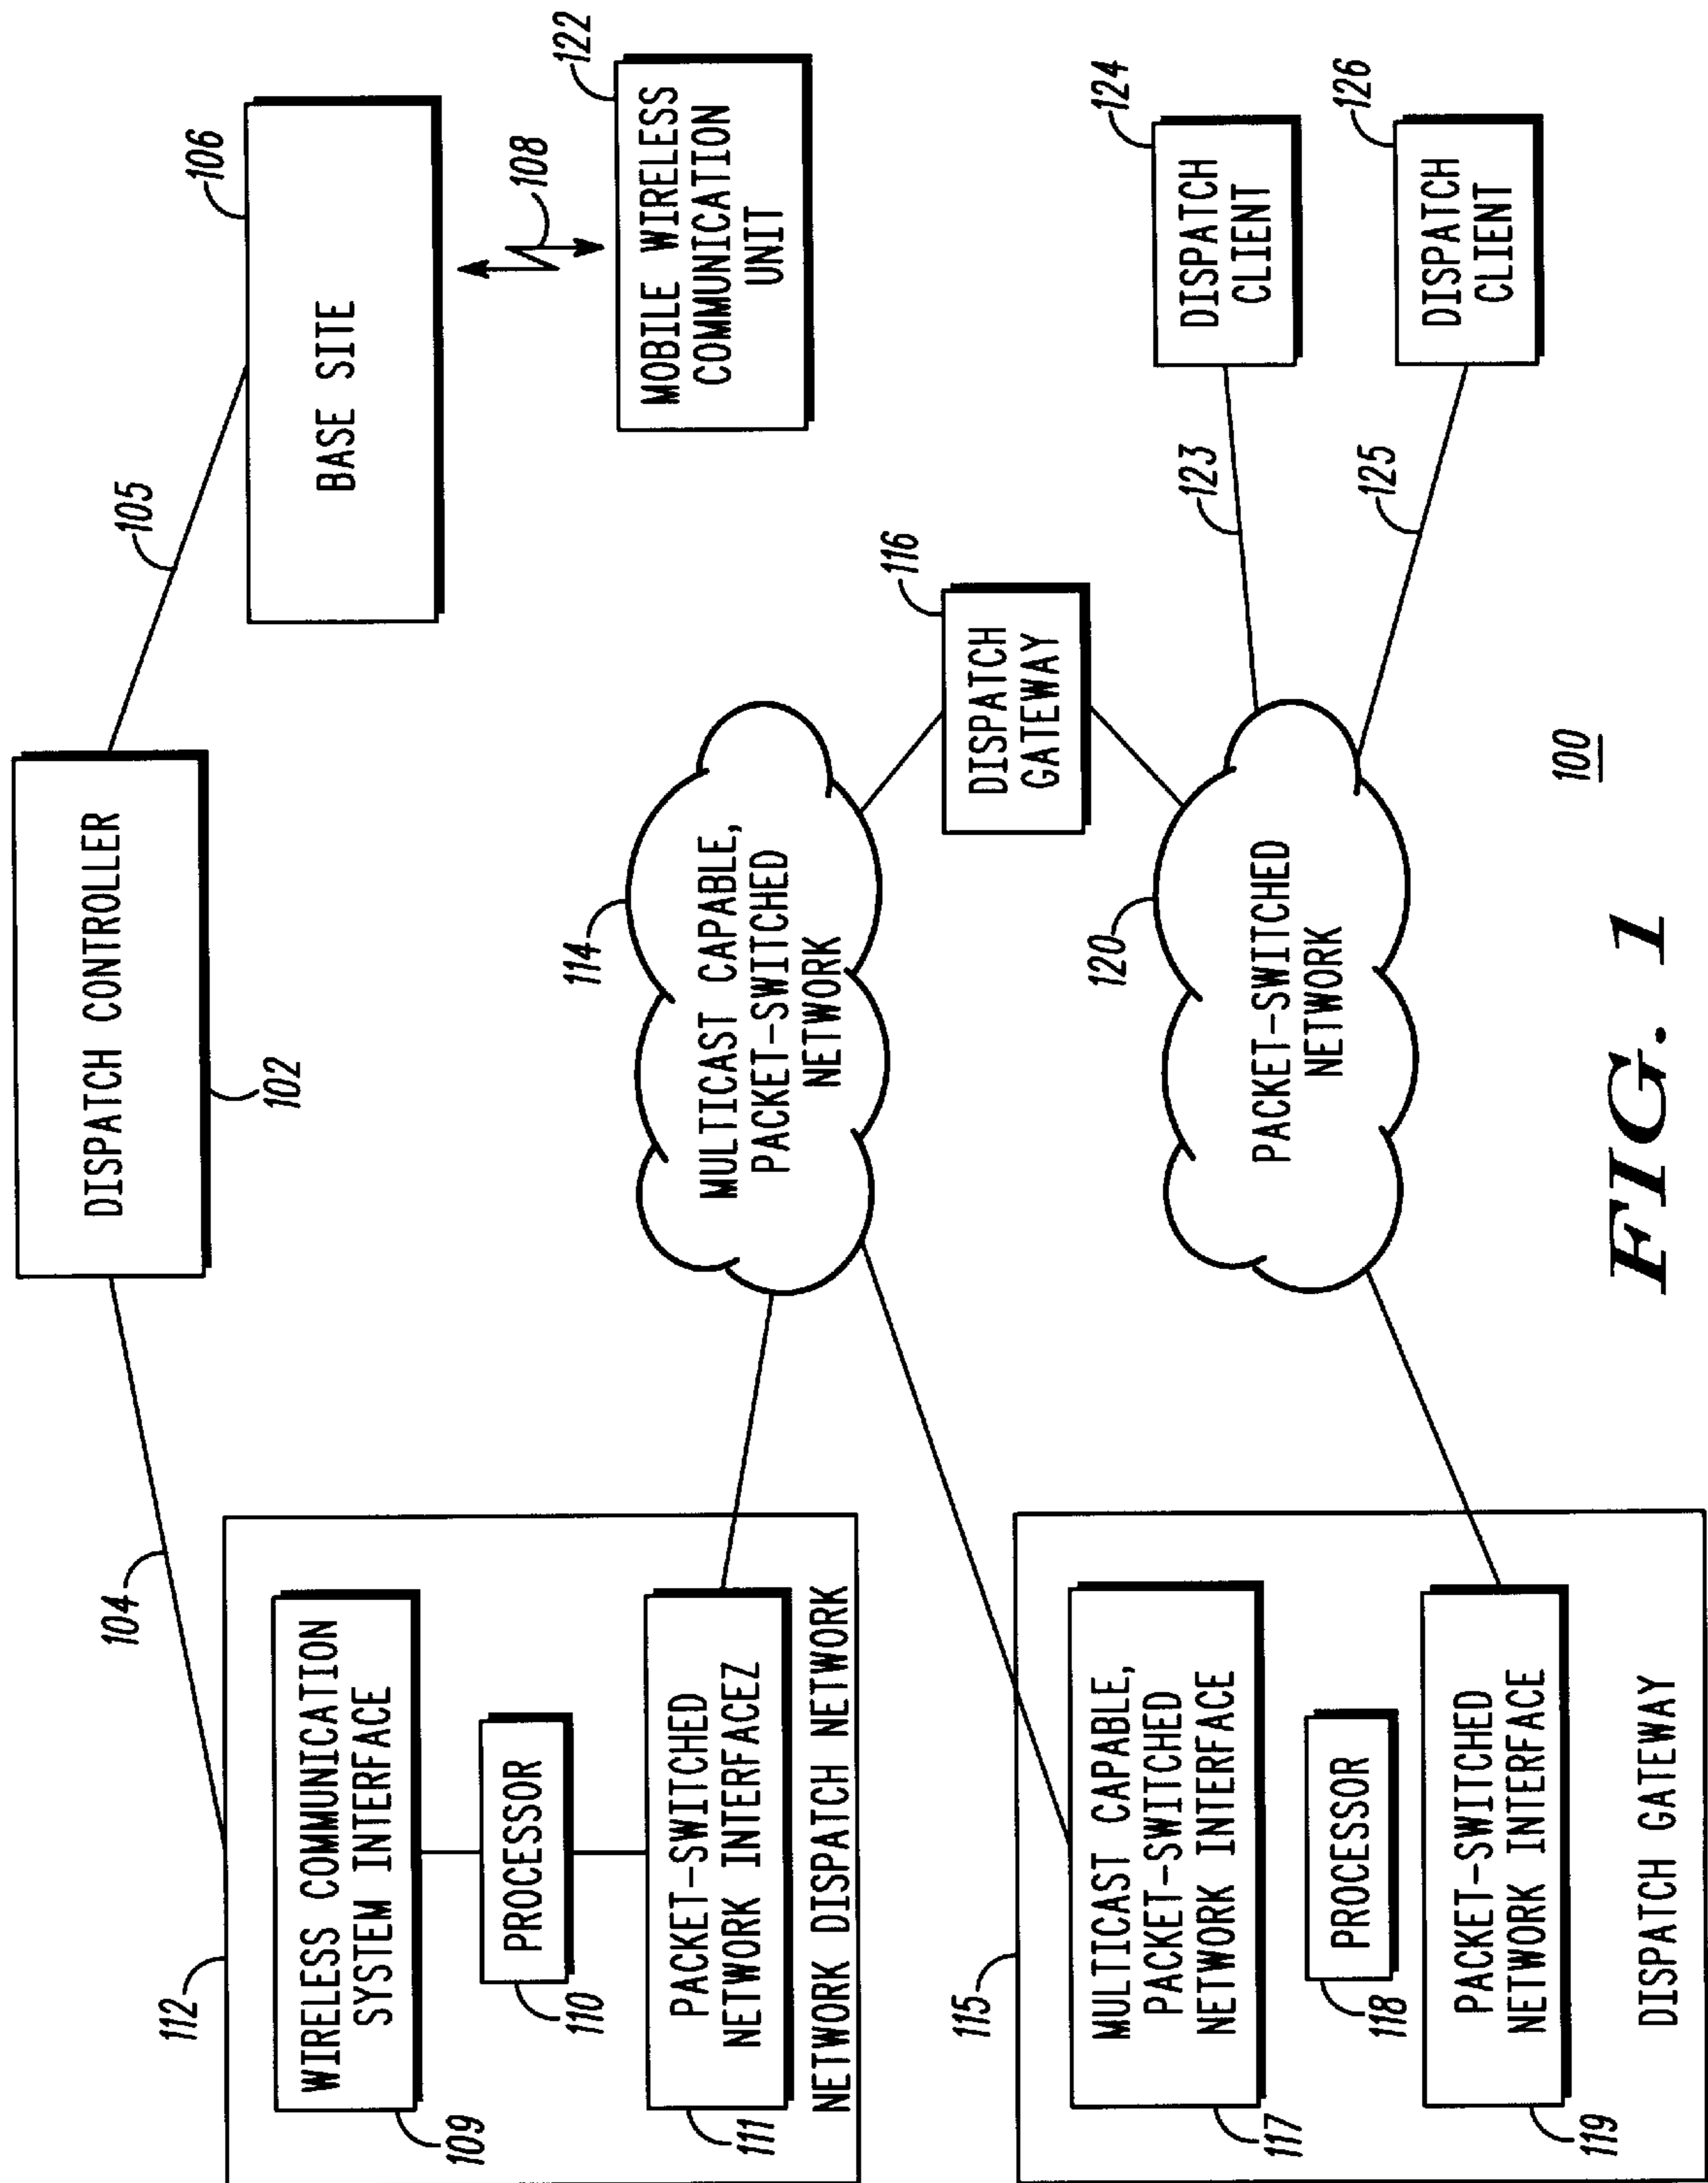 112
WIRELESS COMMUNICATION
SYSTEM INTERFACE
109
PROCESSOR
110
PACKET-SWITCHED
NETWORK INTERFACEZ
111
NETWORK DISPATCH NETWORK
104
DISPATCH CONTROLLER
102
105
BASE SITE
106
108
MOBILE WIRELESS
COMMUNICATION
UNIT
122
114
MULTICAST CAPABLE,
PACKET-SWITCHED
NETWORK
116
DISPATCH
GATEWAY
115
MULTICAST CAPABLE,
PACKET-SWITCHED
NETWORK INTERFACE
117
PROCESSOR
118
PACKET-SWITCHED
NETWORK INTERFACE
119
DISPATCH GATEWAY
120
PACKET-SWITCHED
NETWORK
123
DISPATCH
CLIENT
124
125
DISPATCH
CLIENT
126
100
FIG. 1